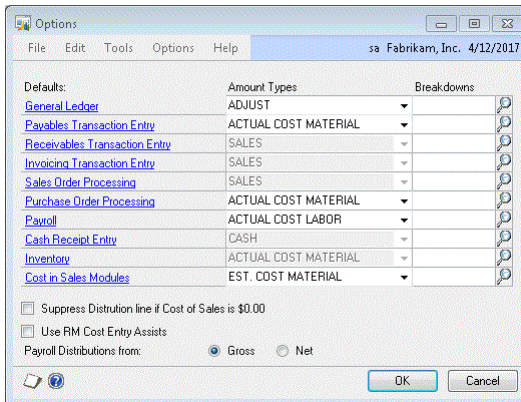 Options
File Edit Tools Options Help sa Fabrikam, Inc. 4/12/2017
Defaults: Amount Types Breakdowns
General Ledger ADJUST
Payables Transaction Entry ACTUAL COST MATERIAL
Receivables Transaction Entry SALES
Invoicing Transaction Entry SALES
Sales Order Processing SALES
Purchase Order Processing ACTUAL COST MATERIAL
Payroll ACTUAL COST LABOR
Cash Receipt Entry CASH
Inventory ACTUAL COST MATERIAL
Cost in Sales Modules EST. COST MATERIAL
Suppress Distrution line if Cost of Sales is $0.00
Use RM Cost Entry Assists
Payroll Distributions from: Gross Net
OK Cancel